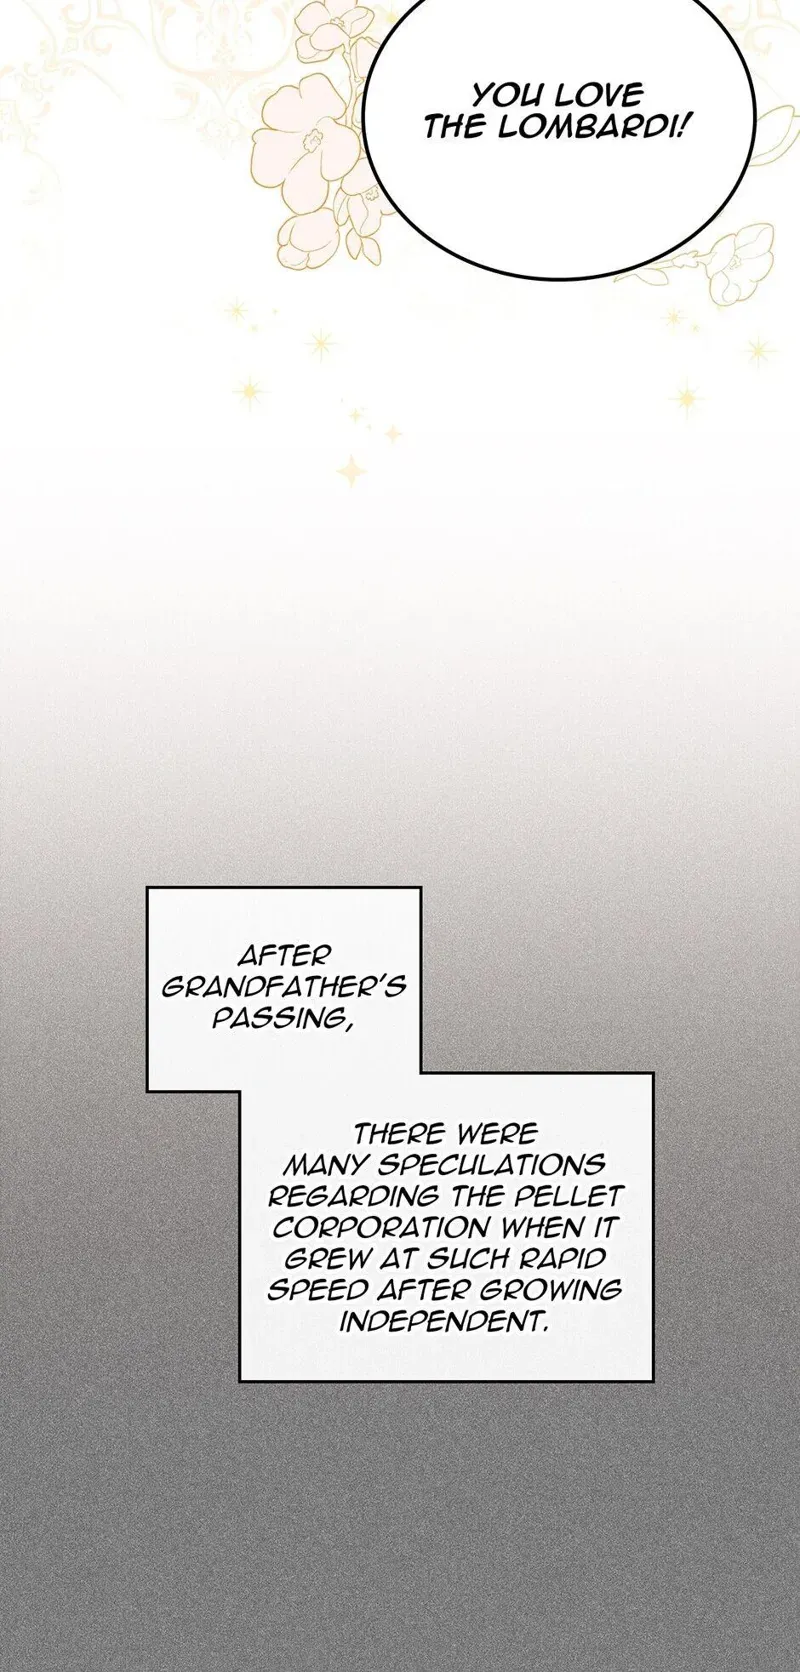 YOU LOVE
THE LOMBARDI!
AFTER
GRANDFATHER'S
PASSING,
THERE WERE
MANY SPECULATIONS
REGARDING THE PELLET
CORPORATION WHEN IT
GREW AT SUCH RAPID
SPEED AFTER GROWING
INDEPENDENT.